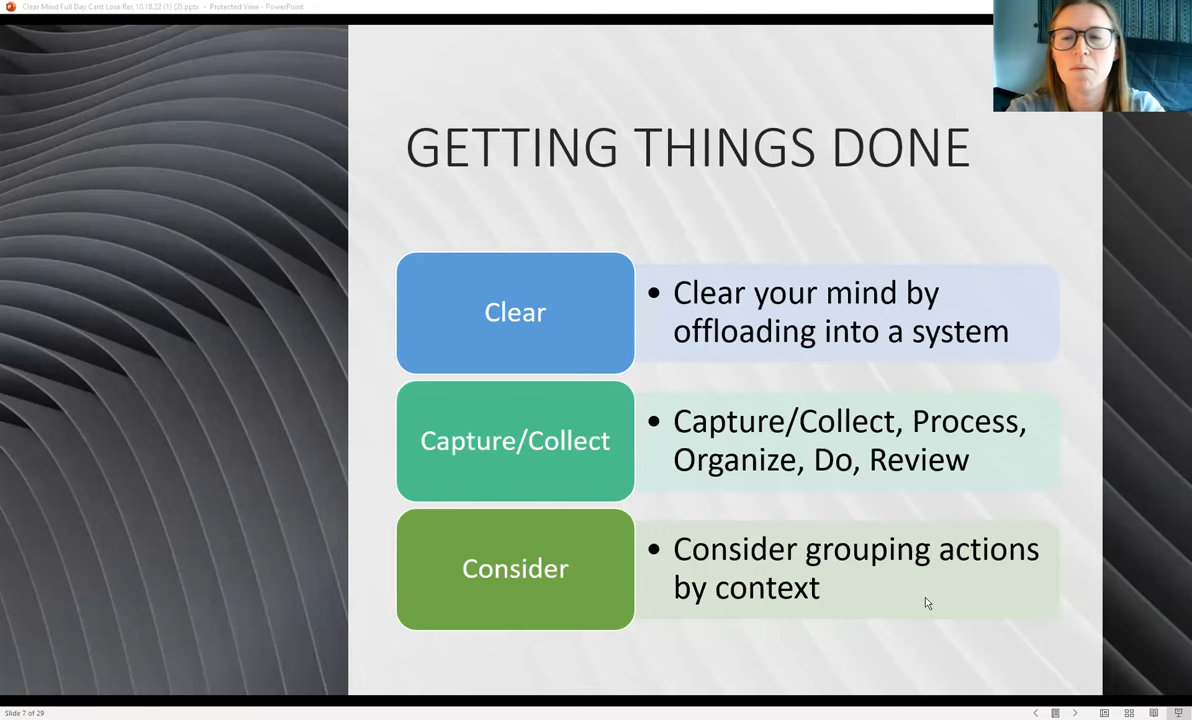 Clear Mind Full Day Cant Lose Rec 10.18.22 (1) (2).pptx - Protected View - PowerPoint
GETTING THINGS DONE
Clear
• Clear your mind by
offloading into a system
Capture/Collect
• Capture/Collect, Process,
Organize, Do, Review
Consider
• Consider grouping actions
by context
Slide 7 of 29